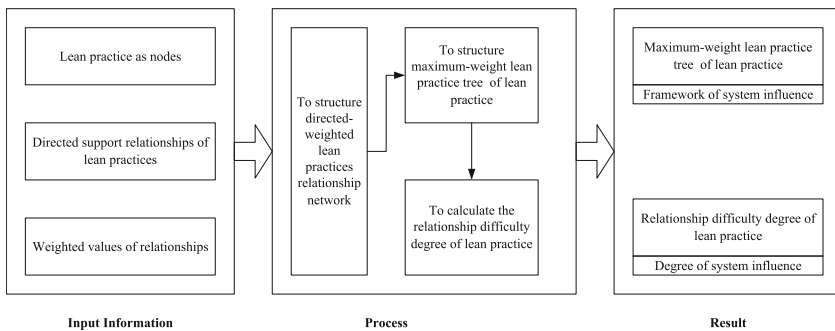 Lean practice as nodes
Directed support relationships of
lean practices
Weighted values of relationships
Input Information
To structure
directed-
weighted
lean
practices
relationship
network
To structure
maximum-weight lean
practice tree of lean
practice
To calculate the
relationship difficulty
degree of lean practice
Process
Maximum-weight lean practice
tree of lean practice
Framework of system influence
Relationship difficulty degree of
lean practice
Degree of system influence
Result